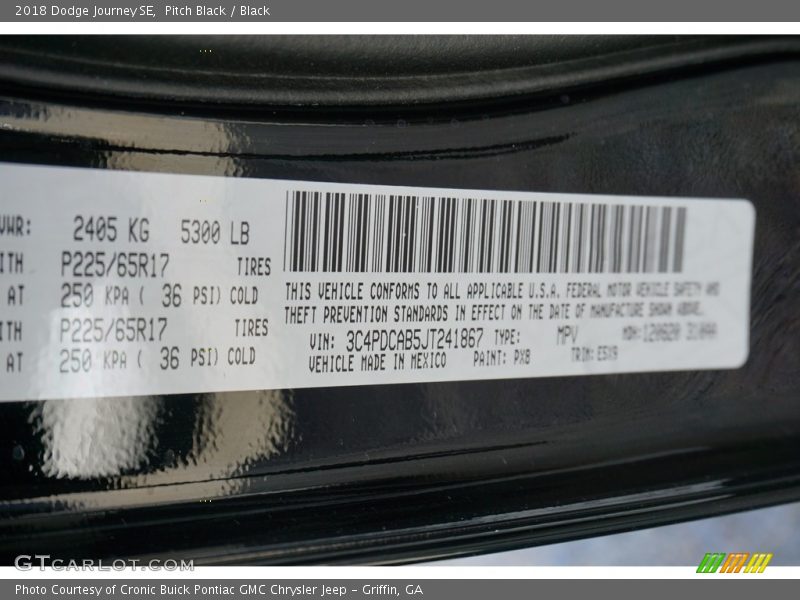 2018 Dodge Journey SE, Pitch Black / Black
VWR: 2405 KG 5300 LB
ITH P225/65R17 TIRES
AT 250 KPA ( 36 PSI) COLD
ITH P225/65R17 TIRES
AT 250 KPA ( 36 PSI) COLD
THIS VEHICLE CONFORMS TO ALL APPLICABLE U.S.A. FEDERAL MOTOR VEHICLE SAFETY AND
THEFT PREVENTION STANDARDS IN EFFECT ON THE DATE OF MANUFACTURE SHOWN ABOVE.
VIN: 3C4PDCAB5JT241867 TYPE: MPV MDH:
VEHICLE MADE IN MEXICO PAINT: PX8 TRIM:
GTCARLOT.COM
Photo Courtesy of Cronic Buick Pontiac GMC Chrysler Jeep - Griffin, GA